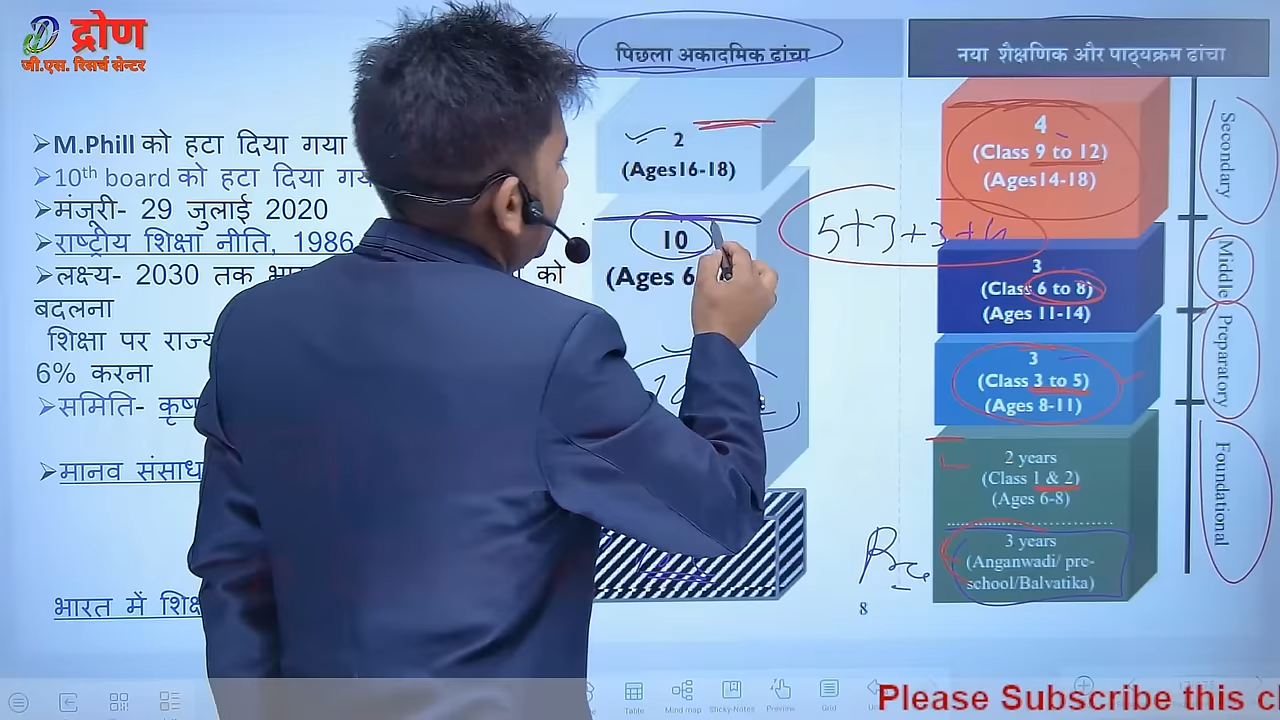 द्रोण
जी.एस. रिसर्च सेन्टर
पिछला अकादमिक ढांचा
नया शैक्षणिक और पाठ्यक्रम ढांचा
➢M.Phill को हटा दिया गया
➢10th board को हटा दिया
➢मंजूरी- 29 जुलाई 2020
➢राष्ट्रीय शिक्षा नीति, 1986
➢लक्ष्य- 2030 तक को
बदलना
शिक्षा पर
6% करना
➢समिति-
➢मानव
भारत में
2
(Ages16-18)
10
(Ages 6
5+3+3+4
4
(Class 9 to 12)
(Ages14-18)
3
(Class 6 to 8)
(Ages 11-14)
3
(Class 3 to 5)
(Ages 8-11)
2 years
(Class 1 & 2)
(Ages 6-8)
3 years
(Anganwadi/ pre-
school/Balvatika)
Secondary
Middle
Preparatory
Foundational
8
Table
Mind map
Sticky-Notes
Preview
Grid
Please Subscribe this